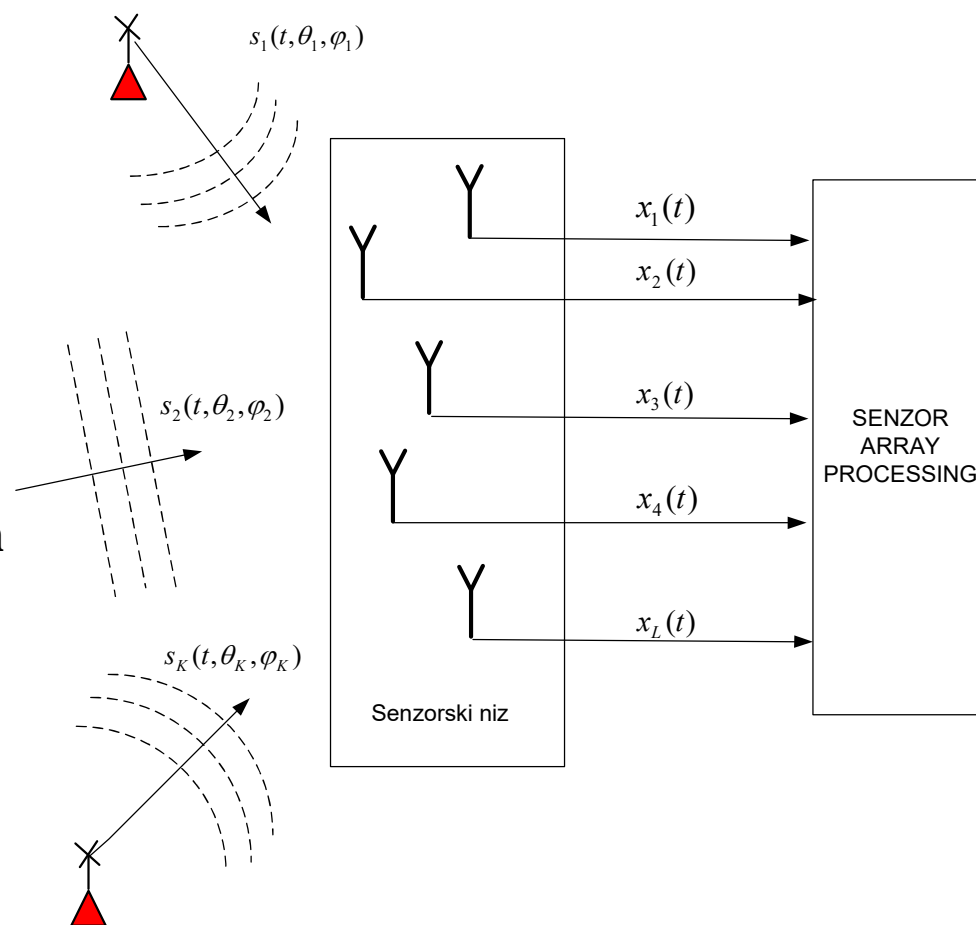 s₁(t,θ₁,φ₁)
x₁(t)
x₂(t)
s₂(t,θ₂,φ₂)
x₃(t)
SENZOR
ARRAY
PROCESSING
x₄(t)
x_L(t)
s_K(t,θ_K,φ_K)
Senzorski niz